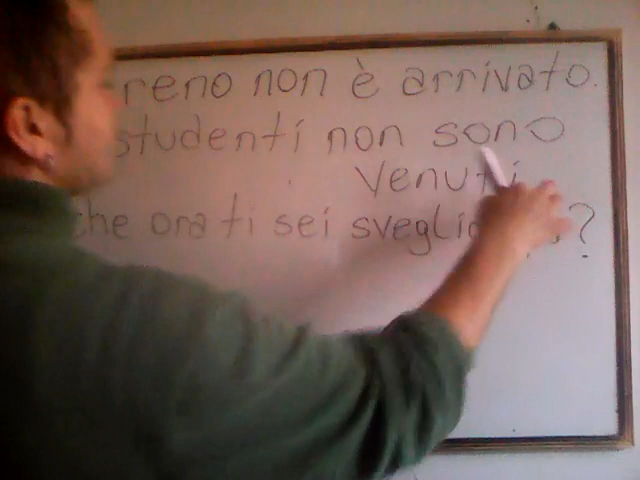 reno non è arrivato.
studenti non sono
venuti
che ora ti sei
?